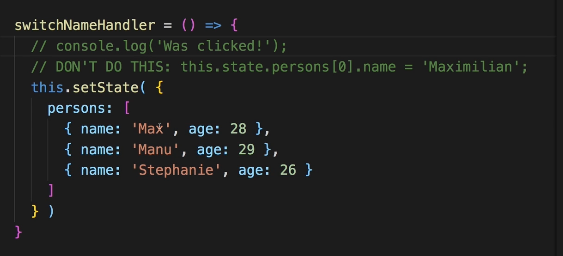 switchNameHandler = () => {
// console.log('Was clicked!');
// DON'T DO THIS: this.state.persons[0].name = 'Maximilian';
this.setState( {
persons: [
{ name: 'Max', age: 28 },
{ name: 'Manu', age: 29 },
{ name: 'Stephanie', age: 26 }
]
} )
}